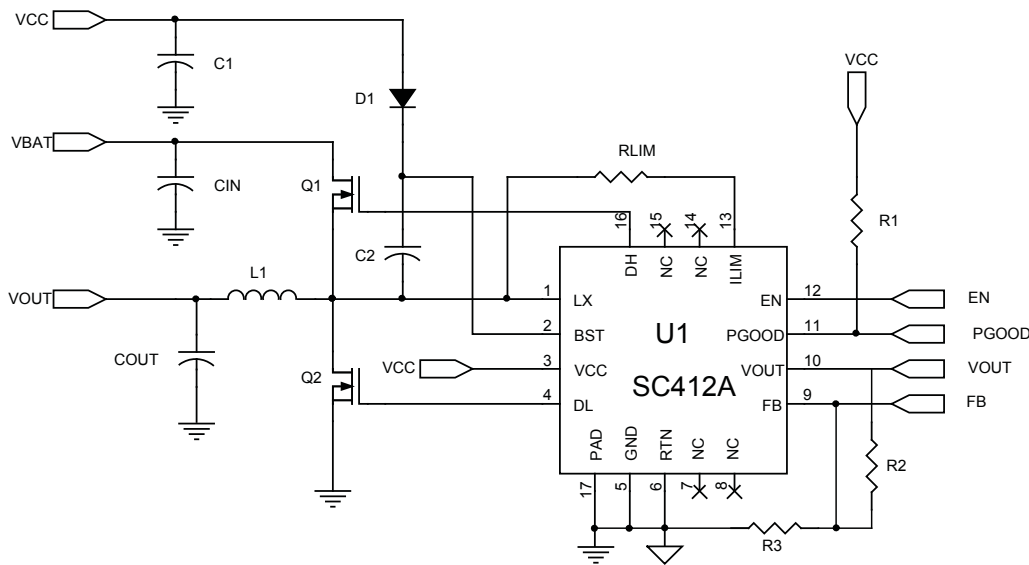 VCC
C1
VCC
D1
VBAT
RLIM
CIN
Q1
16
15
14
13
R1
C2
DH
NC
NC
ILIM
L1
VOUT
1
LX
EN
12
EN
2
BST
U1
PGOOD
11
PGOOD
COUT
VCC
3
VCC
SC412A
VOUT
10
VOUT
Q2
4
DL
FB
9
FB
PAD
GND
RTN
NC
NC
R2
17
5
6
7
8
R3